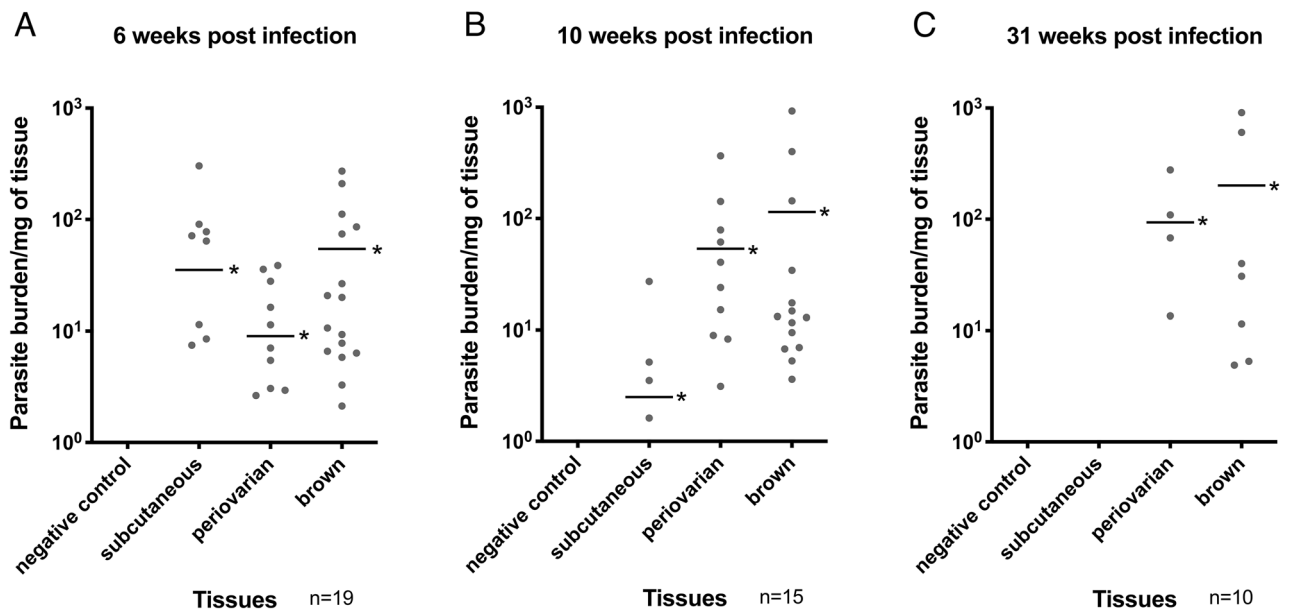 A
6 weeks post infection
Parasite burden/mg of tissue
10³
10²
10¹
10⁰
*
*
*
negative control
subcutaneous
periovarian
brown
Tissues n=19
B
10 weeks post infection
Parasite burden/mg of tissue
10³
10²
10¹
10⁰
*
*
*
negative control
subcutaneous
periovarian
brown
Tissues n=15
C
31 weeks post infection
Parasite burden/mg of tissue
10³
10²
10¹
10⁰
*
*
negative control
subcutaneous
periovarian
brown
Tissues n=10